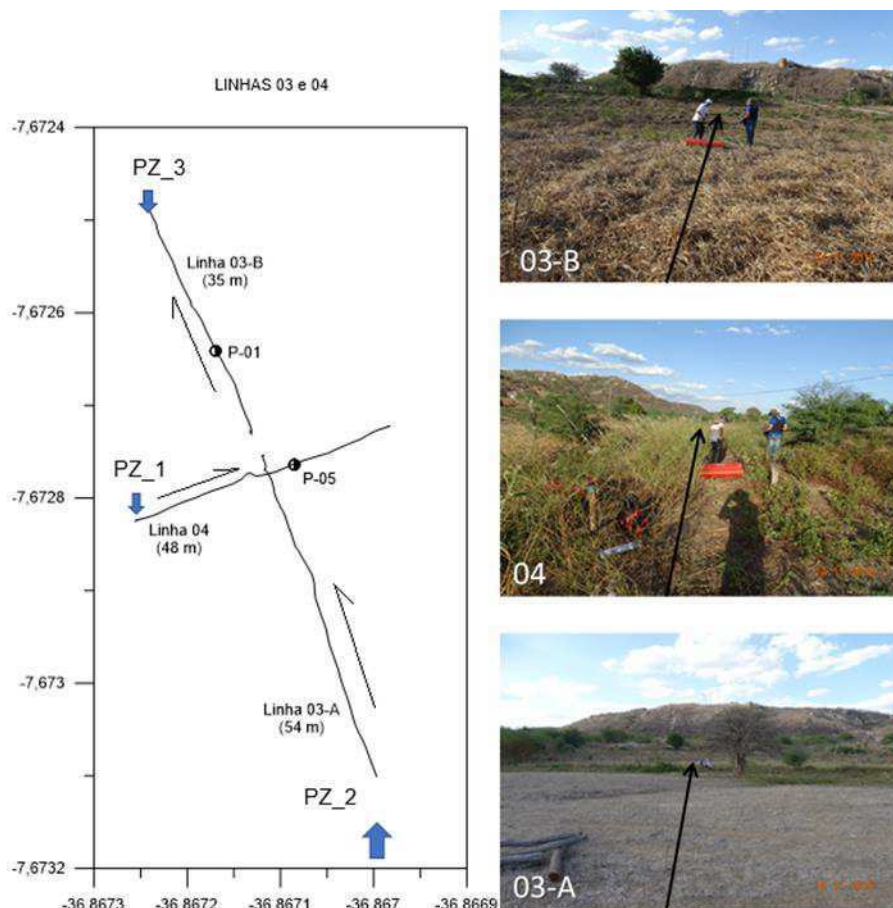 LINHAS 03 e 04
-7,6724
PZ_3
Linha 03-B
(35 m)
-7,6726
P-01
PZ_1
P-05
-7,6728
Linha 04
(48 m)
-7,673
Linha 03-A
(54 m)
PZ_2
-7,6732
-36,8673 -36,8672 -36,8671 -36,867 -36,8669
03-B
04
03-A